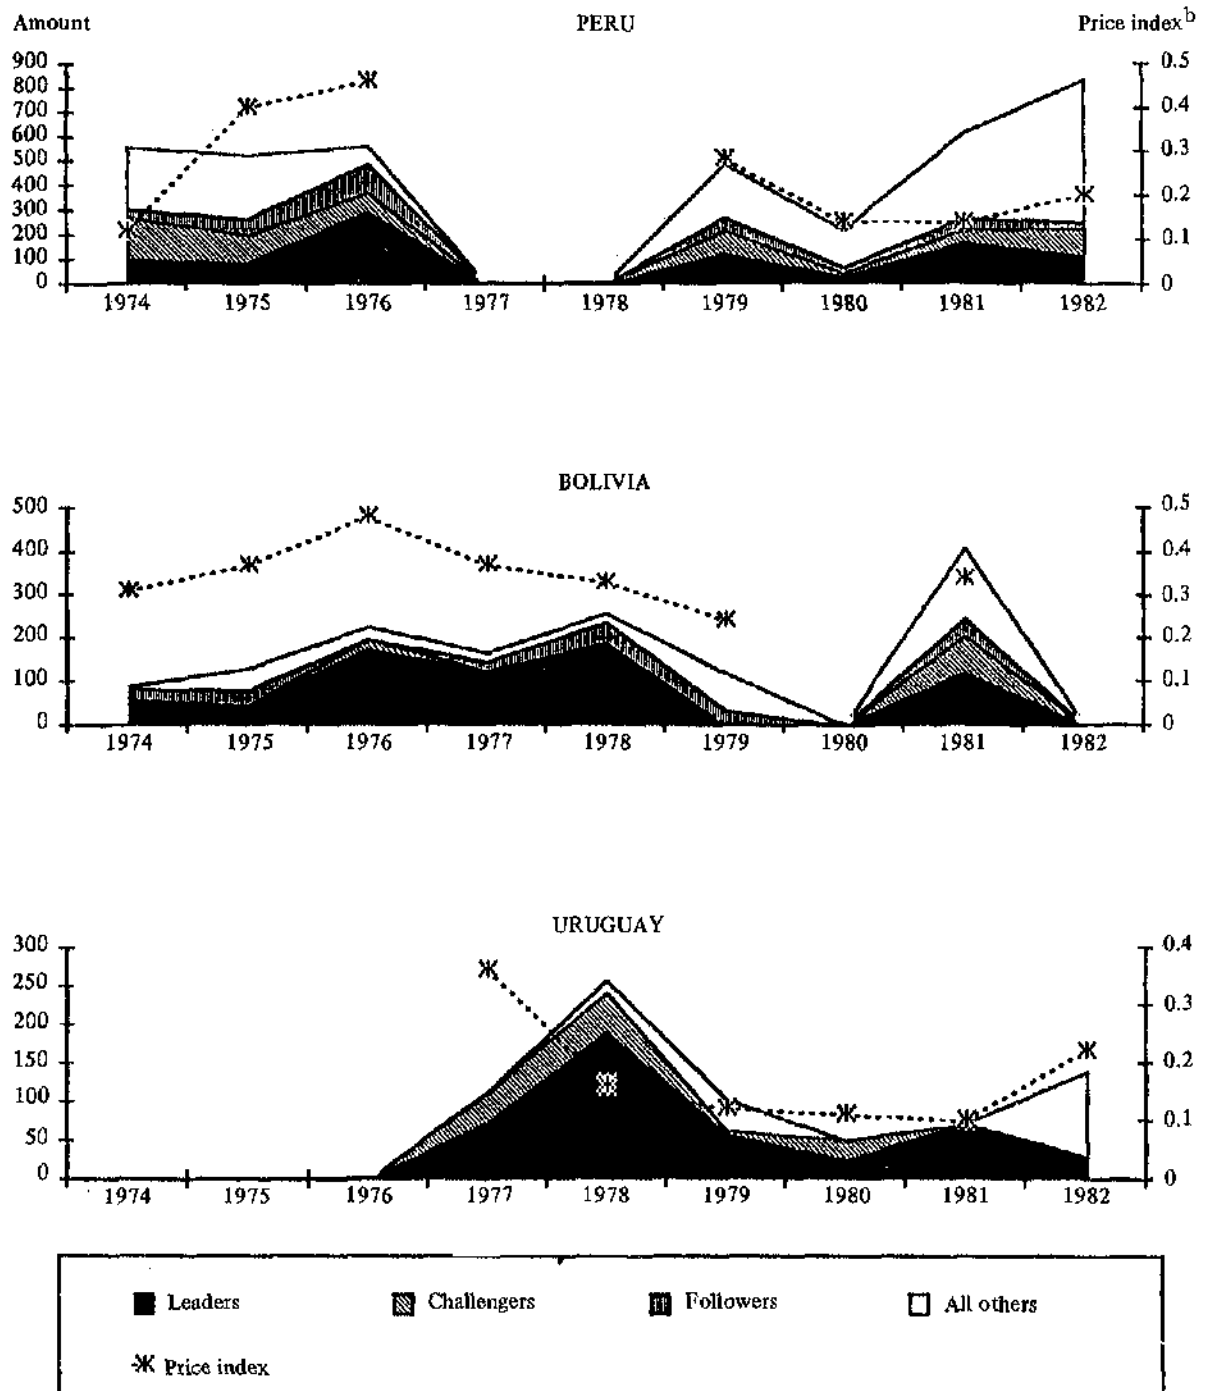 Amount PERU Price index b
900 0.5
800
700 0.4
600
500 0.3
400
300 0.2
200 0.1
100
0 0
1974 1975 1976 1977 1978 1979 1980 1981 1982
BOLIVIA
500 0.5
400 0.4
300 0.3
200 0.2
100 0.1
0 0
1974 1975 1976 1977 1978 1979 1980 1981 1982
URUGUAY
300 0.4
250
200 0.3
150 0.2
100
50 0.1
0 0
1974 1975 1976 1977 1978 1979 1980 1981 1982
Leaders Challengers Followers All others
Price index